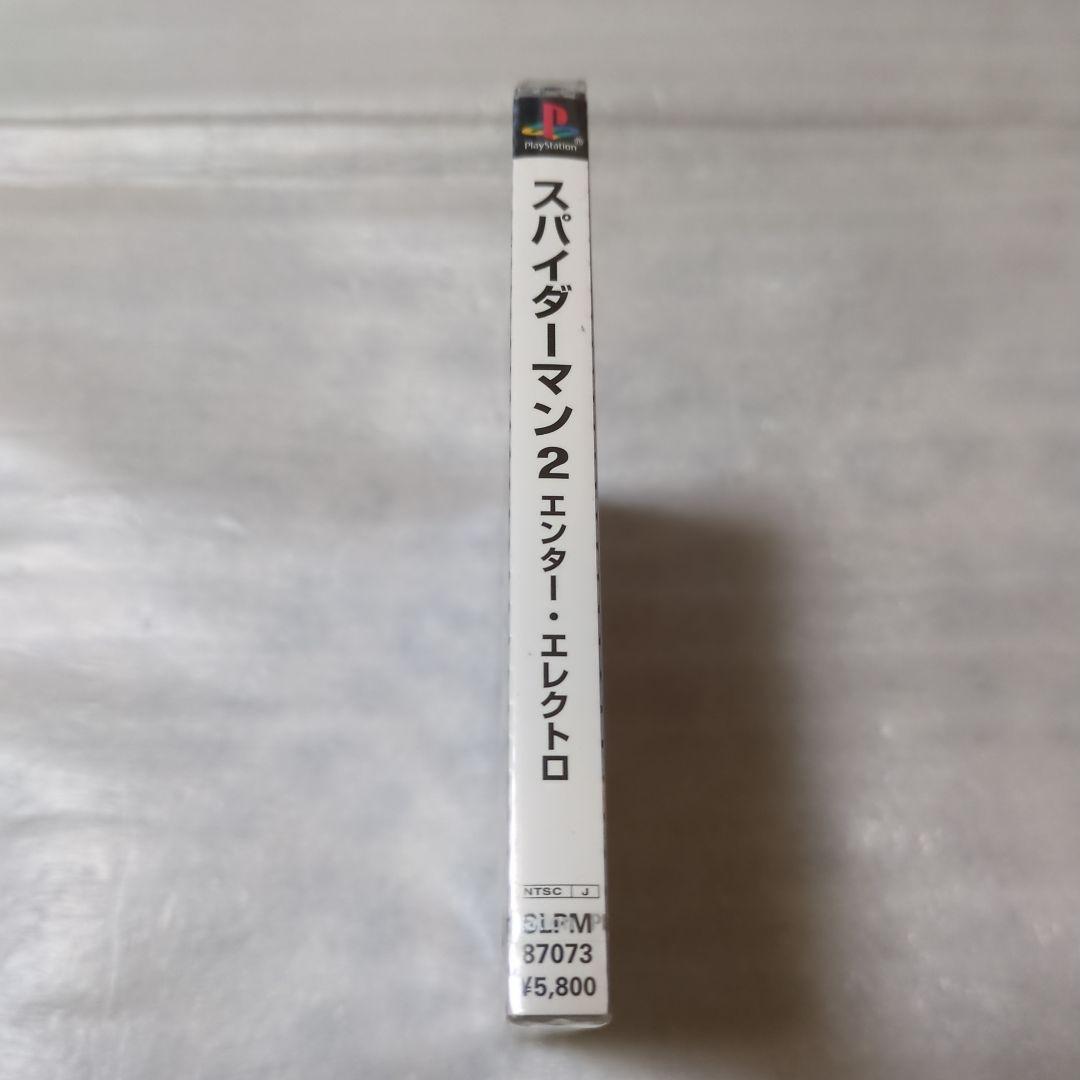 PlayStation
スパイダーマン2 エンター・エレクトロ
NTSC J
SLPM
87073
¥5,800